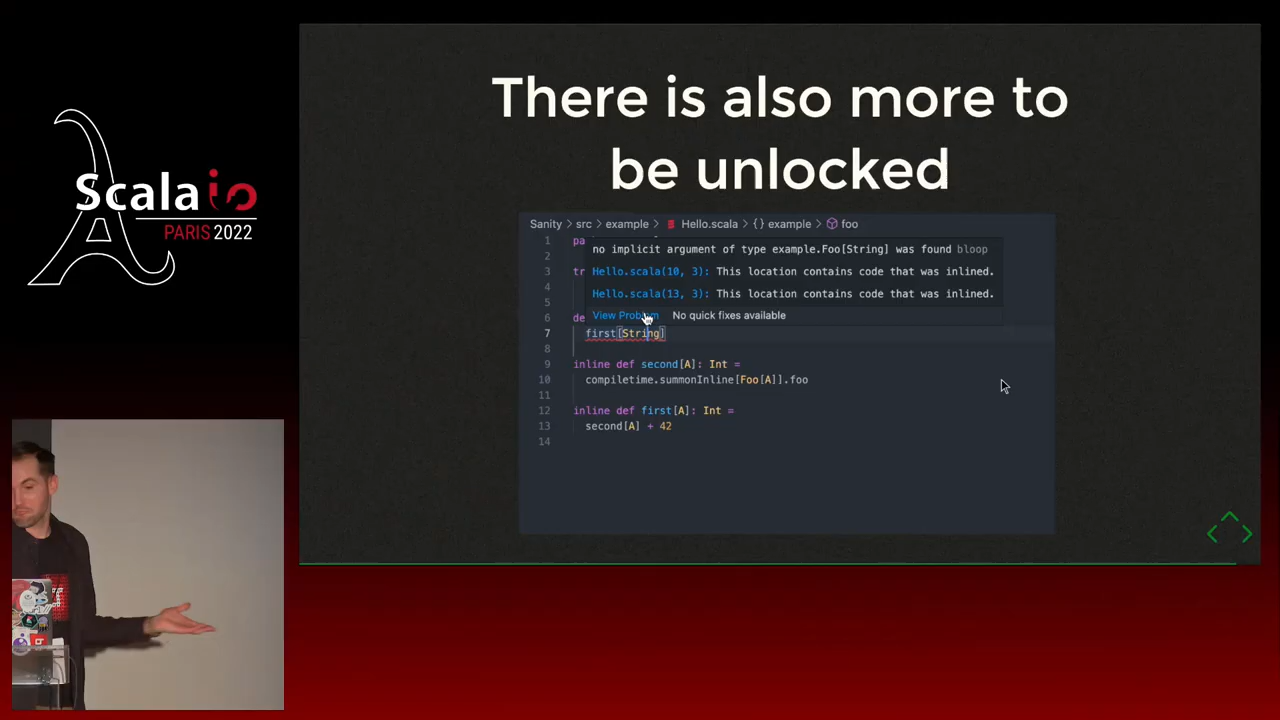 Scala io
PARIS 2022
There is also more to
be unlocked
Sanity > src > example > Hello.scala > {} example > foo
1 pa
no implicit argument of type example.Foo[String] was found bloop
2
3 tr
Hello.scala(10, 3): This location contains code that was inlined.
4
5
Hello.scala(13, 3): This location contains code that was inlined.
6 de
View Problem No quick fixes available
7 first[String]
8
9 inline def second[A]: Int =
10 compiletime.summonInline[Foo[A]].foo
11
12 inline def first[A]: Int =
13 second[A] + 42
14